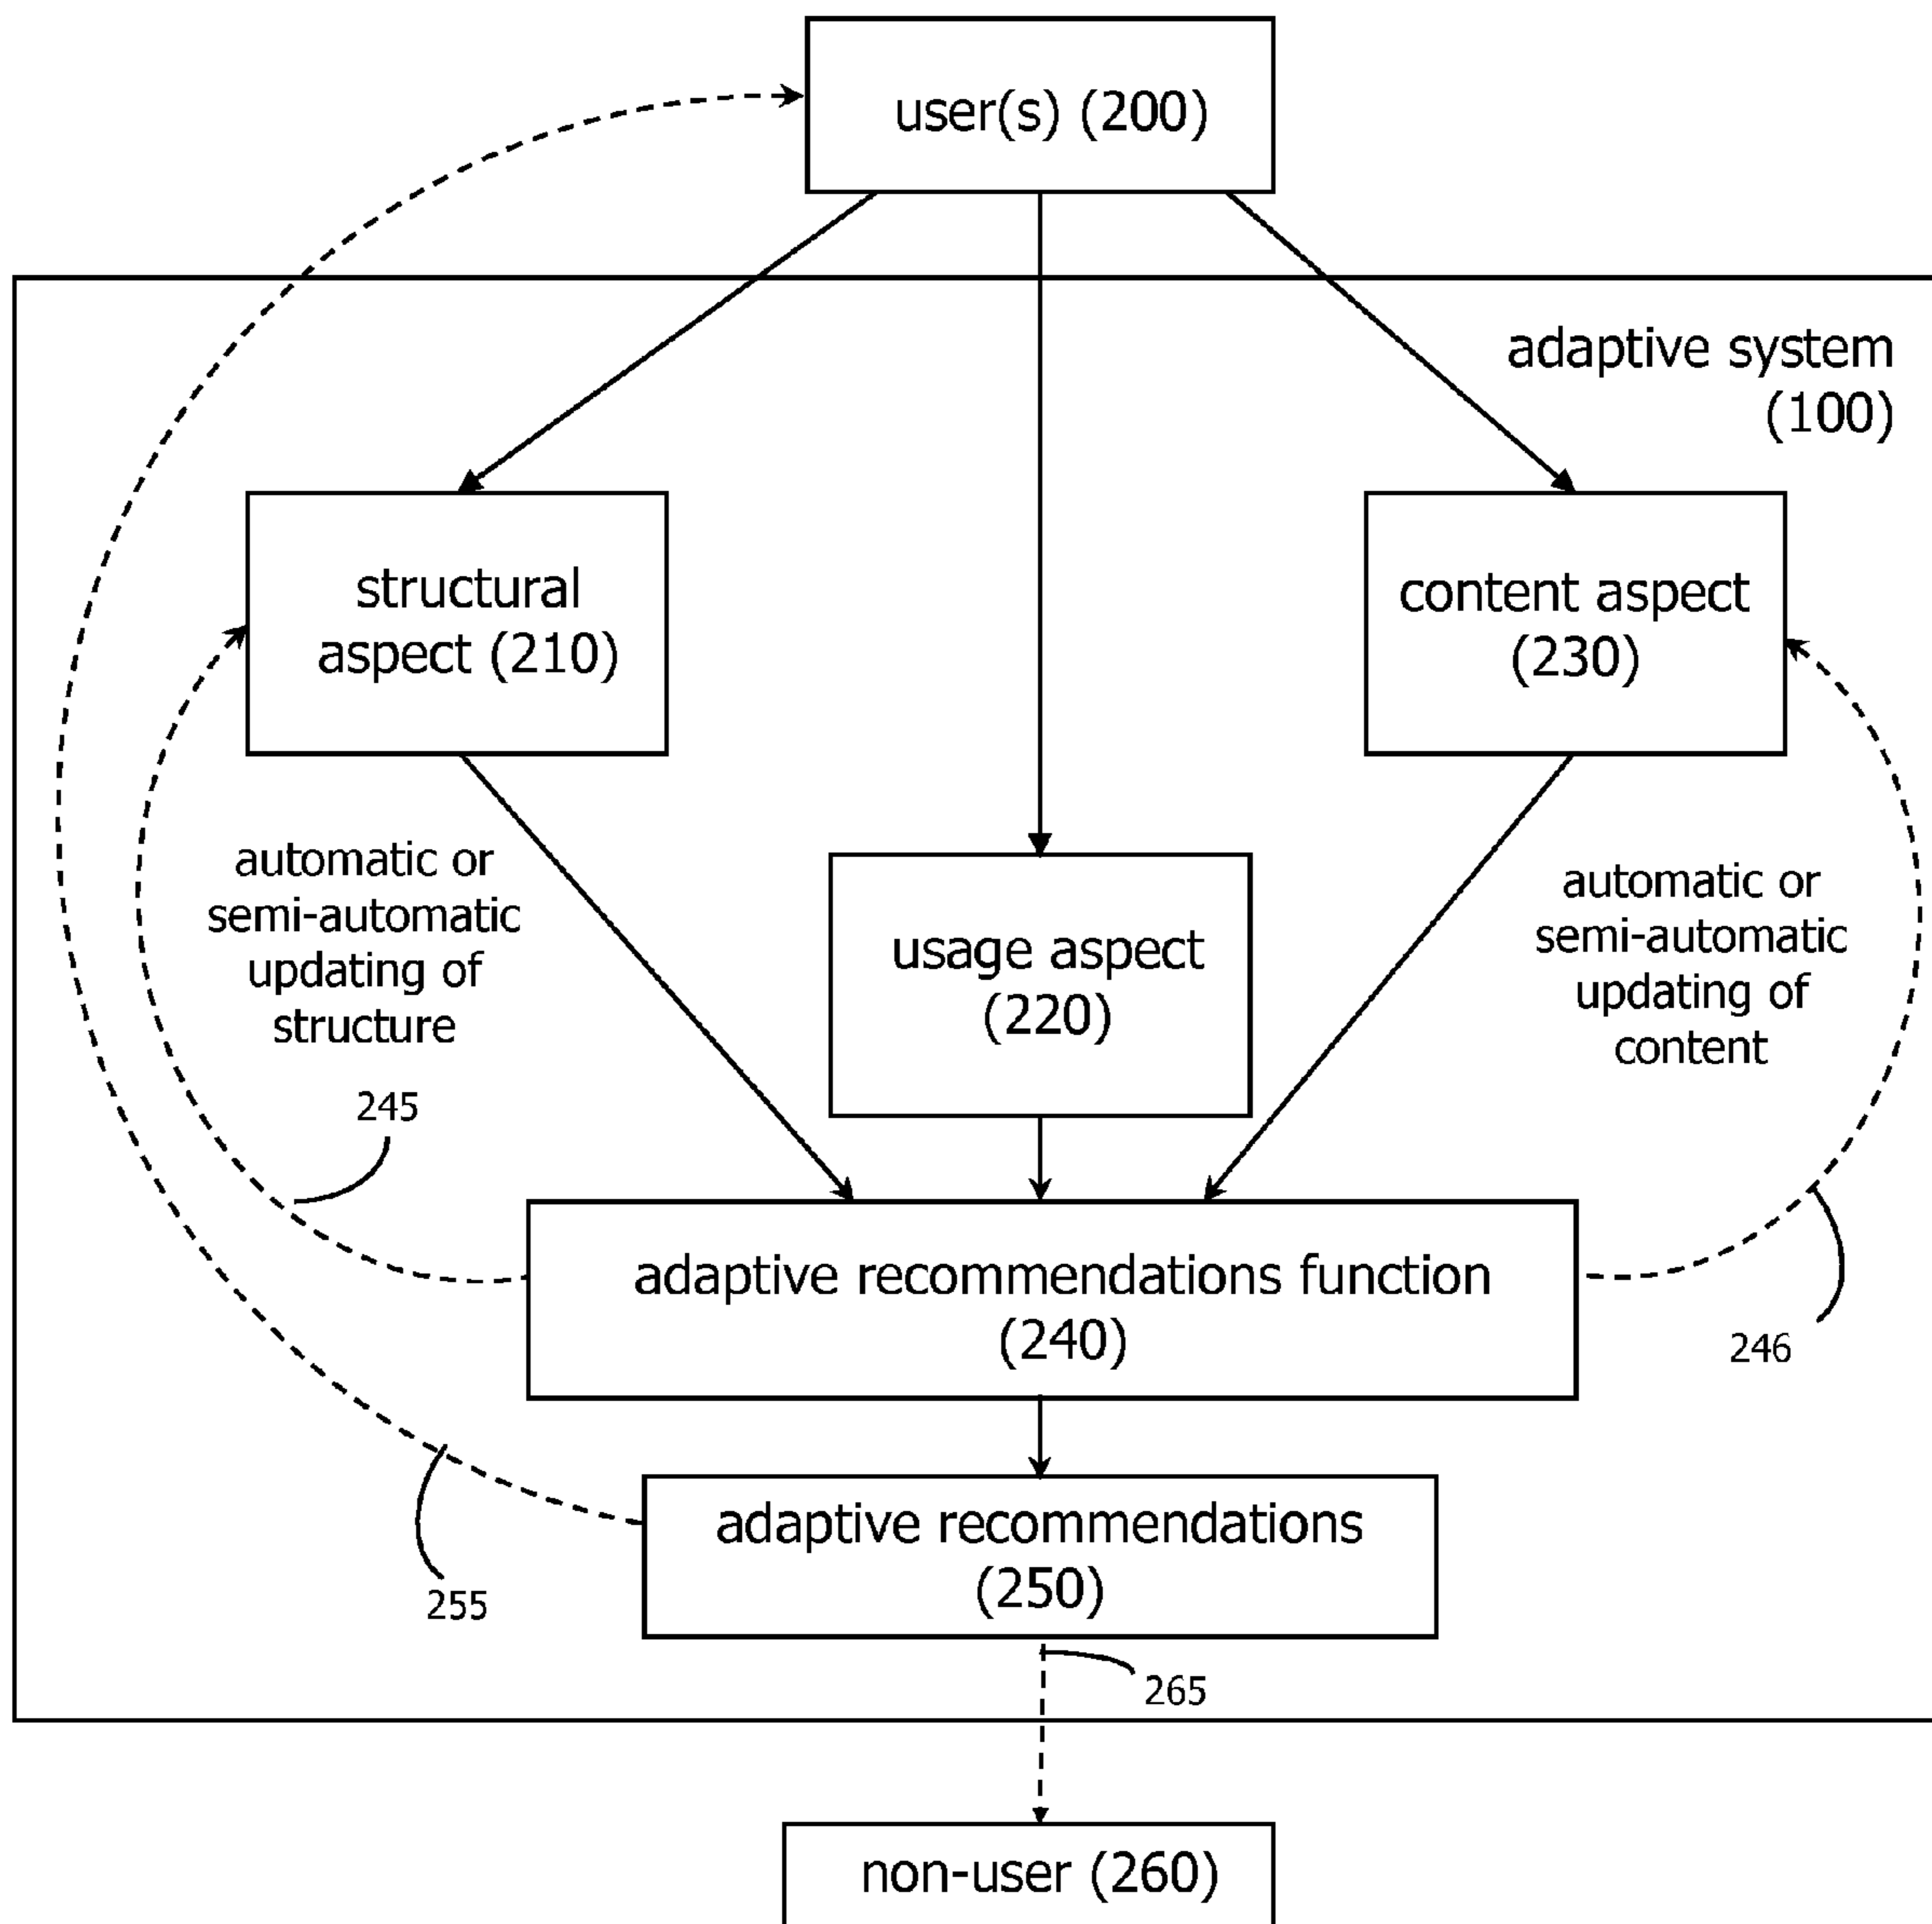 user(s) (200)
adaptive system
(100)
structural
aspect (210)
content aspect
(230)
automatic or
semi-automatic
updating of
structure
usage aspect
(220)
automatic or
semi-automatic
updating of
content
245
adaptive recommendations function
(240)
246
adaptive recommendations
(250)
255
265
non-user (260)